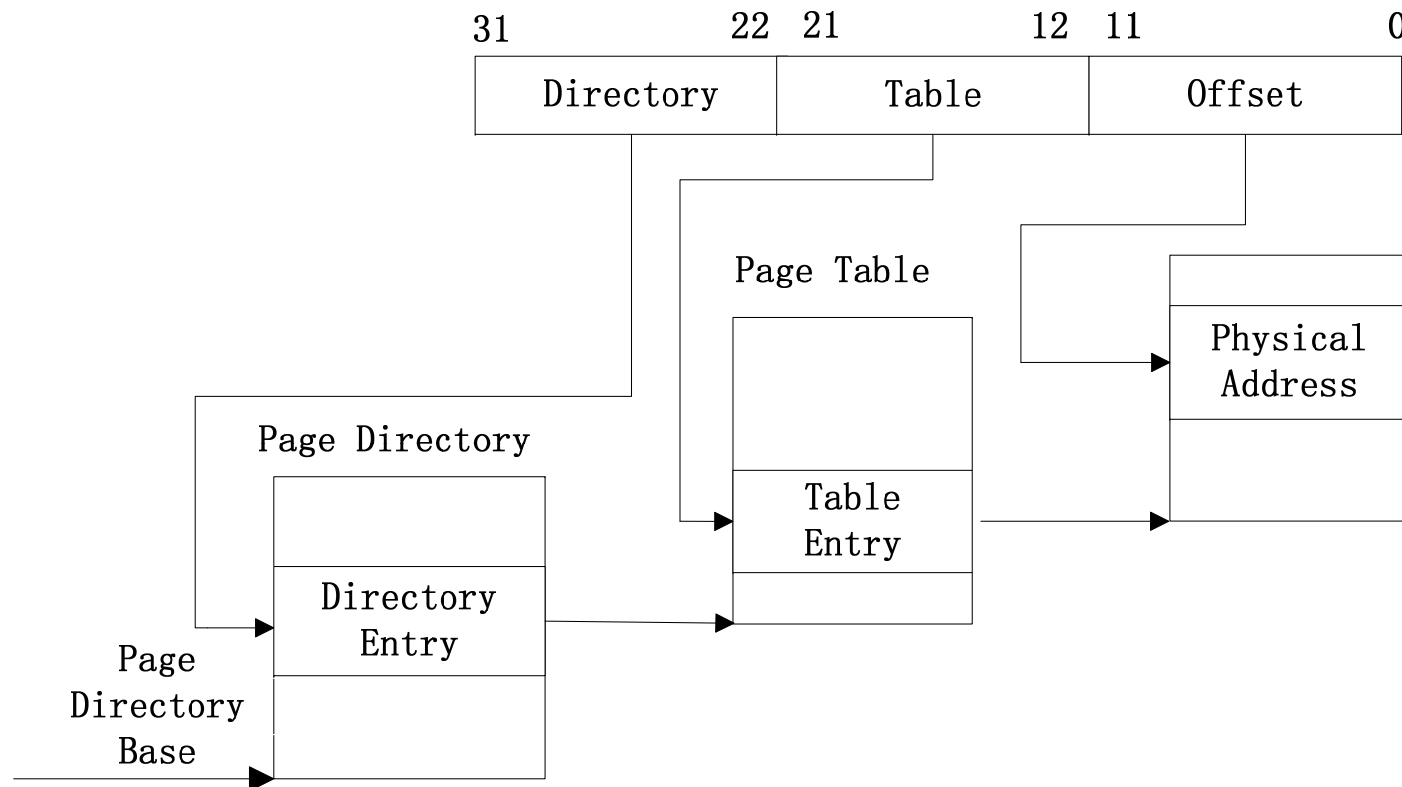 31 22 21 12 11 0
Directory Table Offset
Page Table
Physical
Address
Page Directory
Table
Entry
Directory
Entry
Page
Directory
Base